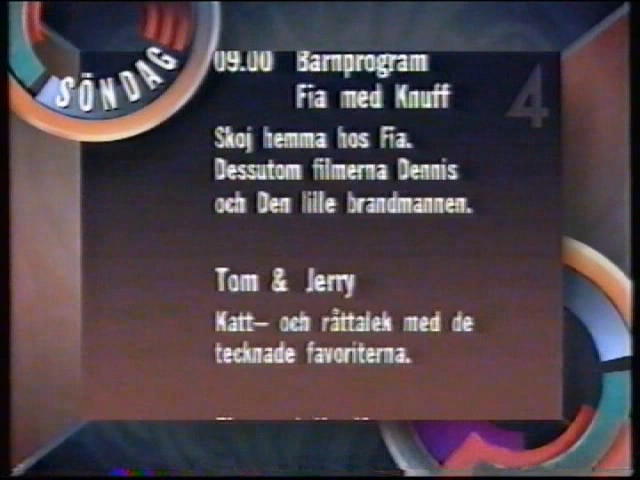 SÖNDAG
09.00 Barnprogram
4
Fia med Knuff
Skoj hemma hos Fia.
Dessutom filmerna Dennis
och Den lille brandmannen.
Tom & Jerry
Katt- och råttalek med de
tecknade favoriterna.